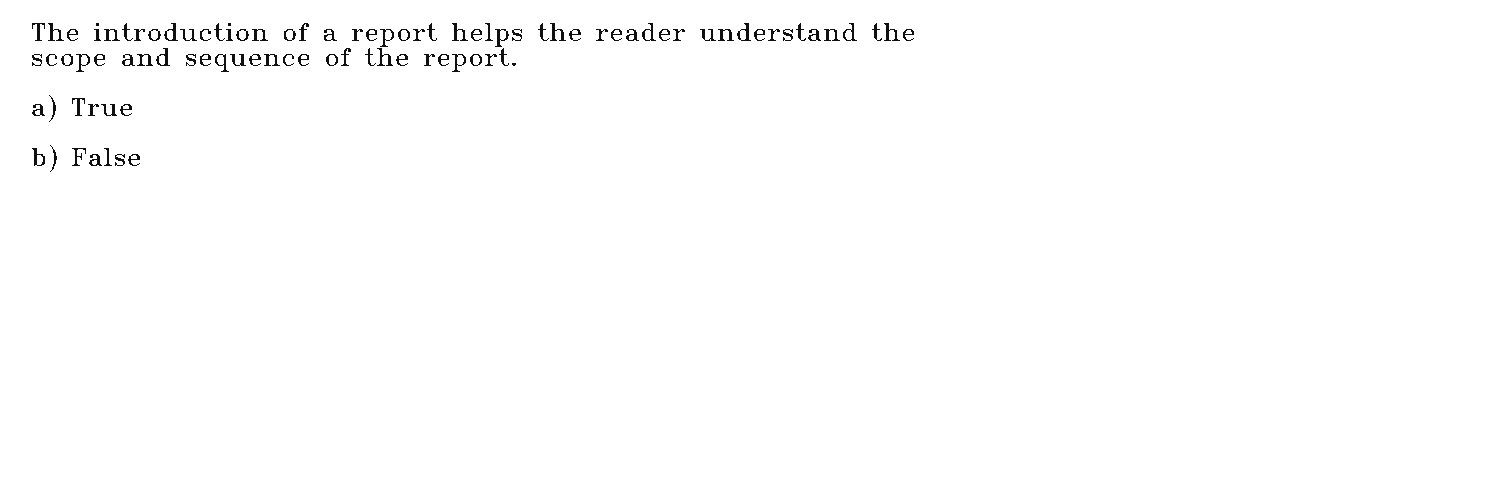 The introduction of a report helps the reader understand the
scope and sequence of the report.
a) True
b) False